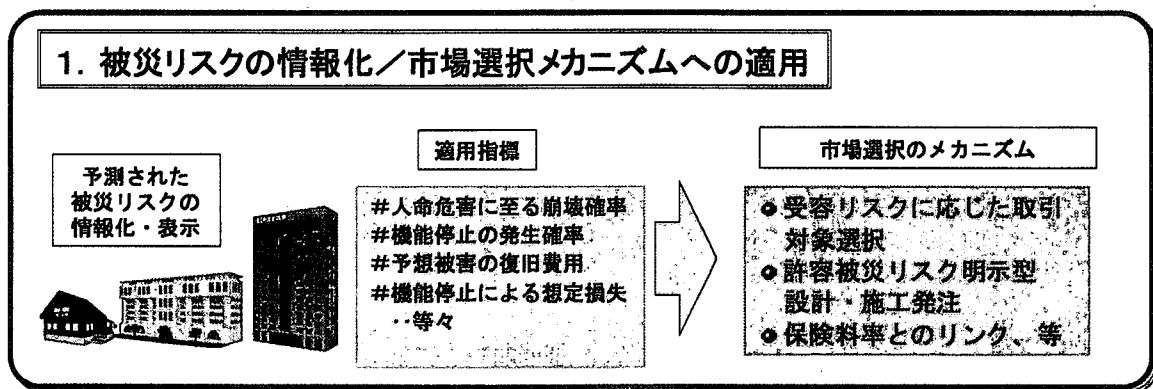 1. 被災リスクの情報化／市場選択メカニズムへの適用
予測された
被災リスクの
情報化・表示
適用指標
#人命危害に至る崩壊確率
#機能停止の発生確率
#予想被害の復旧費用
#機能停止による想定損失
‥等々
市場選択のメカニズム
●受容リスクに応じた取引
対象選択
●許容被災リスク明示型
設計・施工発注
●保険料率とのリンク、等